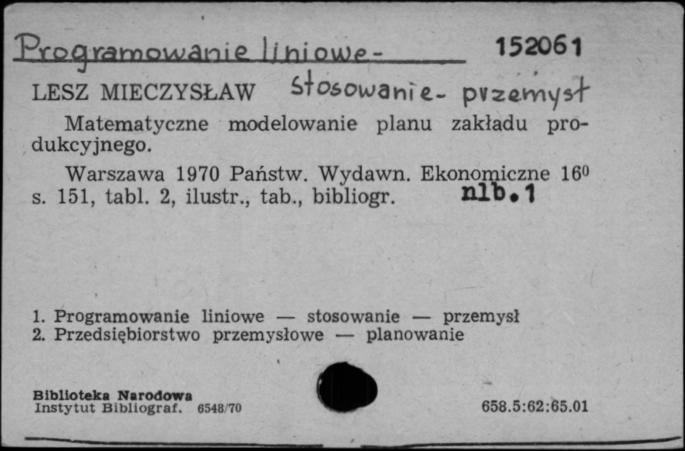 Programowanie liniowe - 152061
LESZ MIECZYSŁAW stosowanie - przemysł
Matematyczne modelowanie planu zakładu pro-
dukcyjnego.
Warszawa 1970 Państw. Wydawn. Ekonomiczne 16⁰
s. 151, tabl. 2, ilustr., tab., bibliogr. nlb. 1
1. Programowanie liniowe — stosowanie — przemysł
2. Przedsiębiorstwo przemysłowe — planowanie
Biblioteka Narodowa
Instytut Bibliograf. 6548/70 658.5:62:65.01